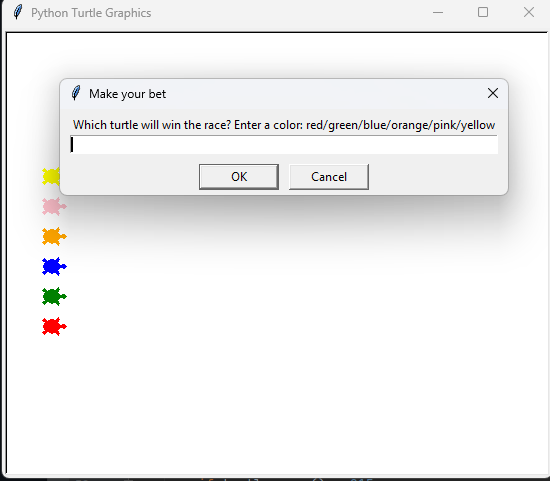 Python Turtle Graphics
Make your bet
Which turtle will win the race? Enter a color: red/green/blue/orange/pink/yellow
OK
Cancel